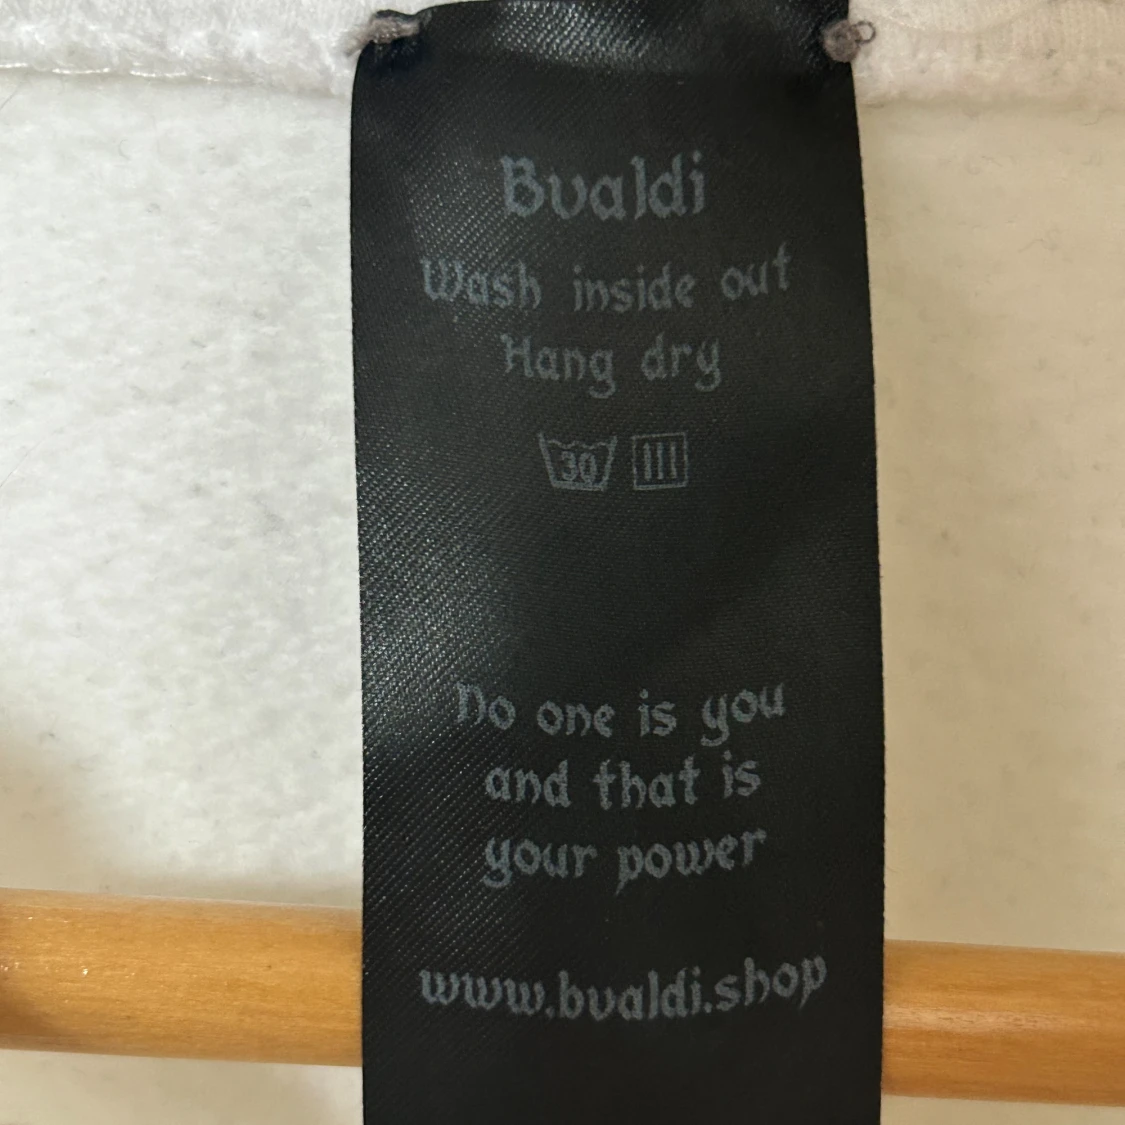 Bvaldi
Wash inside out
Hang dry
30
No one is you
and that is
your power
www.bvaldi.shop